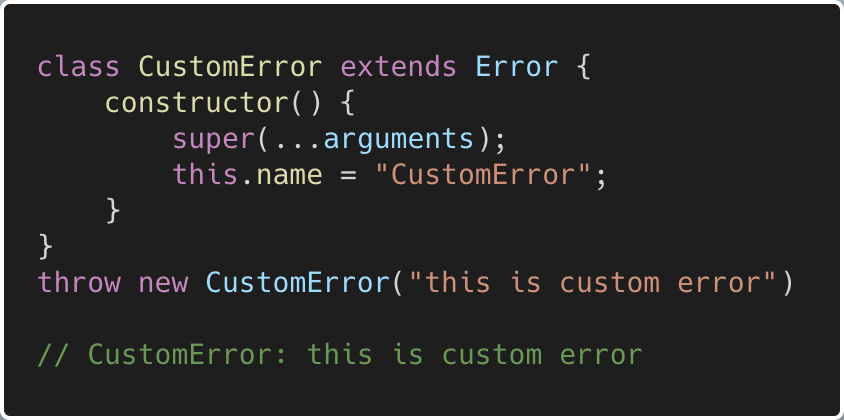 class CustomError extends Error {
    constructor() {
        super(...arguments);
        this.name = "CustomError";
    }
}
throw new CustomError("this is custom error")
// CustomError: this is custom error